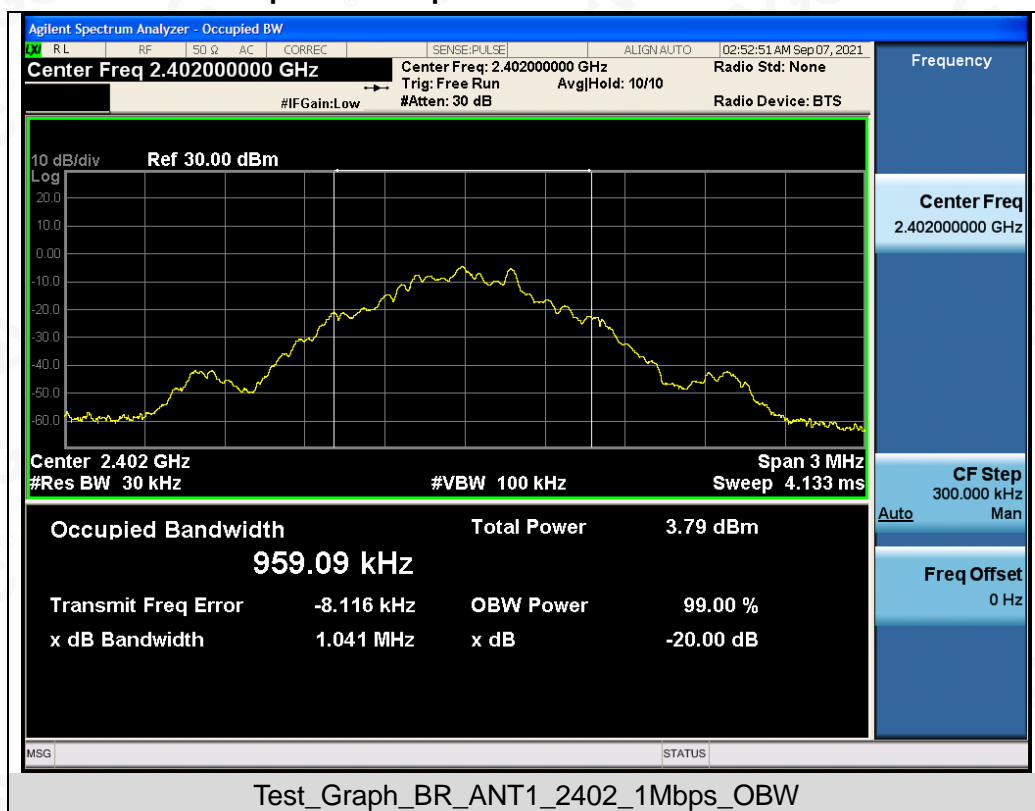 Agilent Spectrum Analyzer - Occupied BW
LXI RL RF 50 Ω AC CORREC SENSE:PULSE ALIGN AUTO 02:52:51 AM Sep 07, 2021
Center Freq 2.402000000 GHz
Center Freq: 2.402000000 GHz
Radio Std: None
Trig: Free Run Avg|Hold: 10/10
#IFGain:Low
#Atten: 30 dB
Radio Device: BTS
10 dB/div Ref 30.00 dBm
Log
20.0
10.0
0.00
-10.0
-20.0
-30.0
-40.0
-50.0
-60.0
Center 2.402 GHz
Span 3 MHz
#Res BW 30 kHz
#VBW 100 kHz
Sweep 4.133 ms
Occupied Bandwidth
Total Power 3.79 dBm
959.09 kHz
Transmit Freq Error -8.116 kHz
OBW Power 99.00 %
x dB Bandwidth 1.041 MHz
x dB -20.00 dB
MSG
STATUS
Frequency
Center Freq
2.402000000 GHz
CF Step
300.000 kHz
Auto Man
Freq Offset
0 Hz
Test_Graph_BR_ANT1_2402_1Mbps_OBW